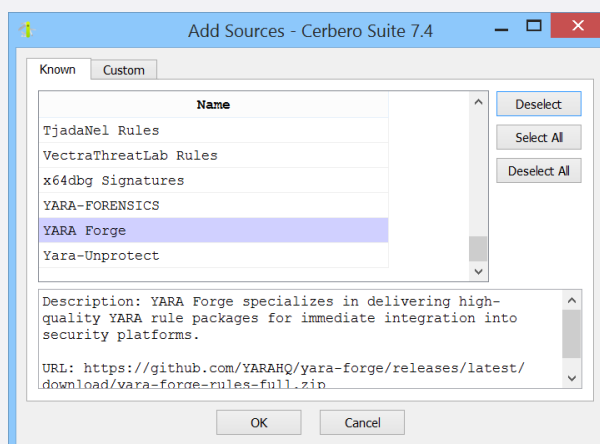 Add Sources - Cerbero Suite 7.4
Known
Custom
Name
TjadaNel Rules
VectraThreatLab Rules
x64dbg Signatures
YARA-FORENSICS
YARA Forge
Yara-Unprotect
Deselect
Select All
Deselect All
Description: YARA Forge specializes in delivering high-
quality YARA rule packages for immediate integration into
security platforms.
URL: https://github.com/YARAHQ/yara-forge/releases/latest/
download/yara-forge-rules-full.zip
OK
Cancel